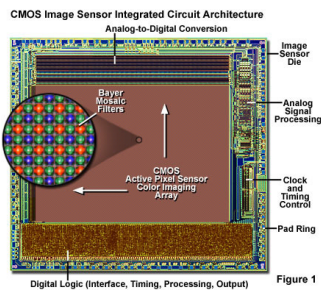 CMOS Image Sensor Integrated Circuit Architecture
Analog-to-Digital Conversion
Image
Sensor
Die
Bayer
Mosaic
Filters
Analog
Signal
Processing
CMOS
Active Pixel Sensor
Color Imaging
Array
Clock
and
Timing
Control
Pad Ring
Digital Logic (Interface, Timing, Processing, Output)
Figure 1